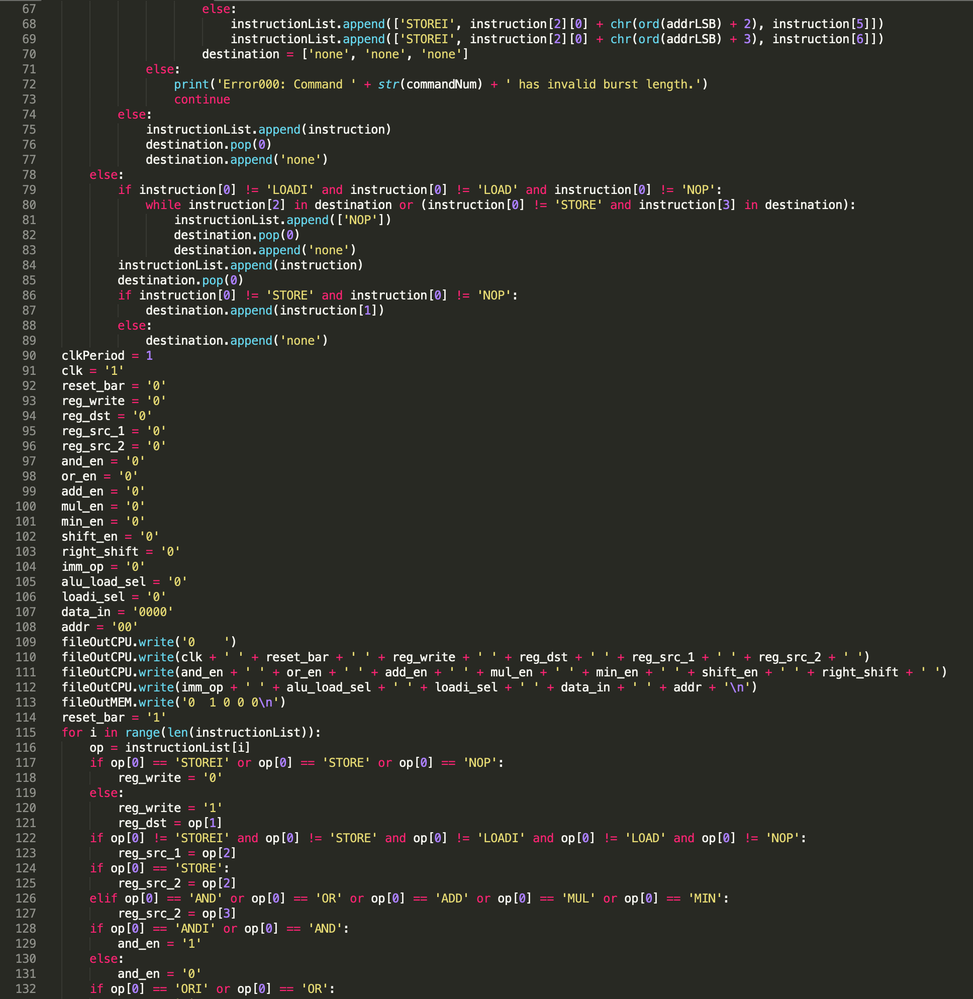 67 else:
68 instructionList.append(['STOREI', instruction[2][0] + chr(ord(addrLSB) + 2), instruction[5]])
69 instructionList.append(['STOREI', instruction[2][0] + chr(ord(addrLSB) + 3), instruction[6]])
70 destination = ['none', 'none', 'none']
71 else:
72 print('Error000: Command ' + str(commandNum) + ' has invalid burst length.')
73 continue
74 else:
75 instructionList.append(instruction)
76 destination.pop(0)
77 destination.append('none')
78 else:
79 if instruction[0] != 'LOADI' and instruction[0] != 'LOAD' and instruction[0] != 'NOP':
80 while instruction[2] in destination or (instruction[0] != 'STORE' and instruction[3] in destination):
81 instructionList.append(['NOP'])
82 destination.pop(0)
83 destination.append('none')
84 instructionList.append(instruction)
85 destination.pop(0)
86 if instruction[0] != 'STORE' and instruction[0] != 'NOP':
87 destination.append(instruction[1])
88 else:
89 destination.append('none')
90 clkPeriod = 1
91 clk = '1'
92 reset_bar = '0'
93 reg_write = '0'
94 reg_dst = '0'
95 reg_src_1 = '0'
96 reg_src_2 = '0'
97 and_en = '0'
98 or_en = '0'
99 add_en = '0'
100 mul_en = '0'
101 min_en = '0'
102 shift_en = '0'
103 right_shift = '0'
104 imm_op = '0'
105 alu_load_sel = '0'
106 loadi_sel = '0'
107 data_in = '0000'
108 addr = '00'
109 fileOutCPU.write('0    ')
110 fileOutCPU.write(clk + ' ' + reset_bar + ' ' + reg_write + ' ' + reg_dst + ' ' + reg_src_1 + ' ' + reg_src_2 + ' ')
111 fileOutCPU.write(and_en + ' ' + or_en + ' ' + add_en + ' ' + mul_en + ' ' + min_en + ' ' + shift_en + ' ' + right_shift + ' ')
112 fileOutCPU.write(imm_op + ' ' + alu_load_sel + ' ' + loadi_sel + ' ' + data_in + ' ' + addr + '\n')
113 fileOutMEM.write('0  1 0 0 0\n')
114 reset_bar = '1'
115 for i in range(len(instructionList)):
116 op = instructionList[i]
117 if op[0] == 'STOREI' or op[0] == 'STORE' or op[0] == 'NOP':
118 reg_write = '0'
119 else:
120 reg_write = '1'
121 reg_dst = op[1]
122 if op[0] != 'STOREI' and op[0] != 'STORE' and op[0] != 'LOADI' and op[0] != 'LOAD' and op[0] != 'NOP':
123 reg_src_1 = op[2]
124 if op[0] == 'STORE':
125 reg_src_2 = op[2]
126 elif op[0] == 'AND' or op[0] == 'OR' or op[0] == 'ADD' or op[0] == 'MUL' or op[0] == 'MIN':
127 reg_src_2 = op[3]
128 if op[0] == 'ANDI' or op[0] == 'AND':
129 and_en = '1'
130 else:
131 and_en = '0'
132 if op[0] == 'ORI' or op[0] == 'OR':